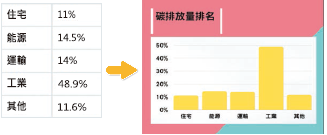 住宅 11%
能源 14.5%
運輸 14%
工業 48.9%
其他 11.6%
碳排放量排名
50%
40%
30%
20%
10%
0%
住宅 能源 運輸 工業 其他